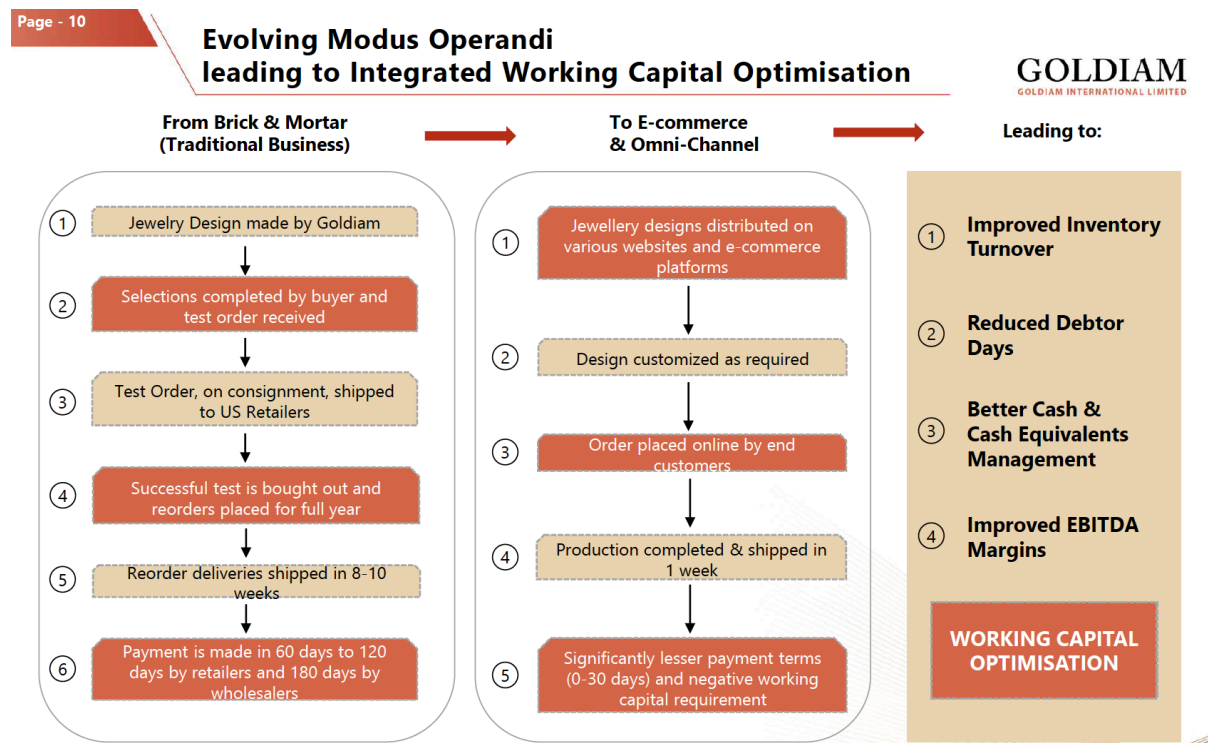 Page - 10
Evolving Modus Operandi
leading to Integrated Working Capital Optimisation
GOLDIAM
GOLDIAM INTERNATIONAL LIMITED
From Brick & Mortar
(Traditional Business)
To E-commerce
& Omni-Channel
Leading to:
1
Jewelry Design made by Goldiam
2
Selections completed by buyer and
test order received
3
Test Order, on consignment, shipped
to US Retailers
4
Successful test is bought out and
reorders placed for full year
5
Reorder deliveries shipped in 8-10
weeks
6
Payment is made in 60 days to 120
days by retailers and 180 days by
wholesalers
1
Jewellery designs distributed on
various websites and e-commerce
platforms
2
Design customized as required
3
Order placed online by end
customers
4
Production completed & shipped in
1 week
5
Significantly lesser payment terms
(0-30 days) and negative working
capital requirement
1
Improved Inventory
Turnover
2
Reduced Debtor
Days
3
Better Cash &
Cash Equivalents
Management
4
Improved EBITDA
Margins
WORKING CAPITAL
OPTIMISATION